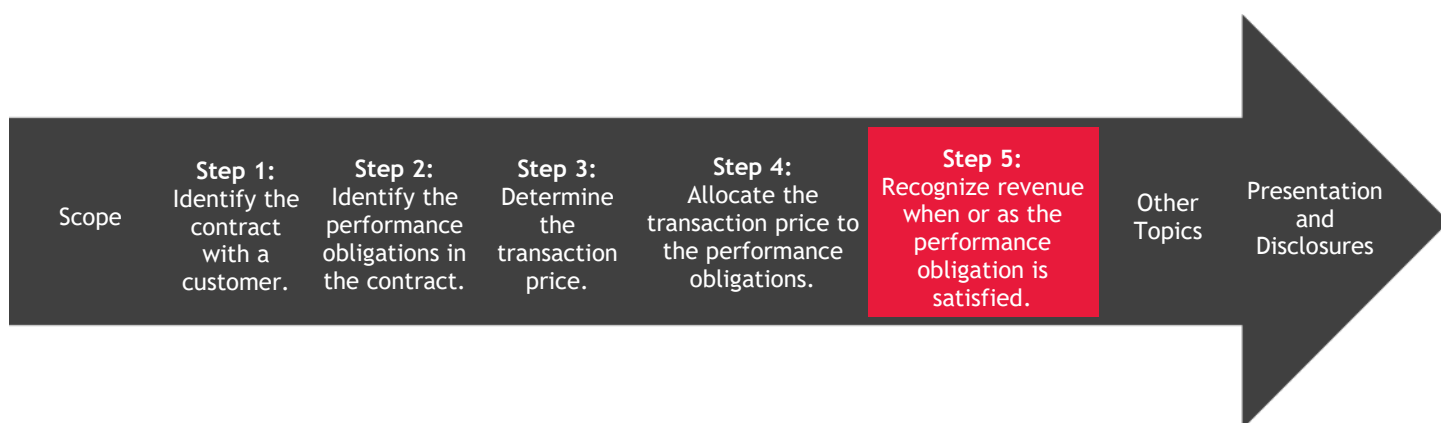 Scope
Step 1:
Identify the
contract
with a
customer.
Step 2:
Identify the
performance
obligations in
the contract.
Step 3:
Determine
the
transaction
price.
Step 4:
Allocate the
transaction price to
the performance
obligations.
Step 5:
Recognize revenue
when or as the
performance
obligation is
satisfied.
Other
Topics
Presentation
and
Disclosures